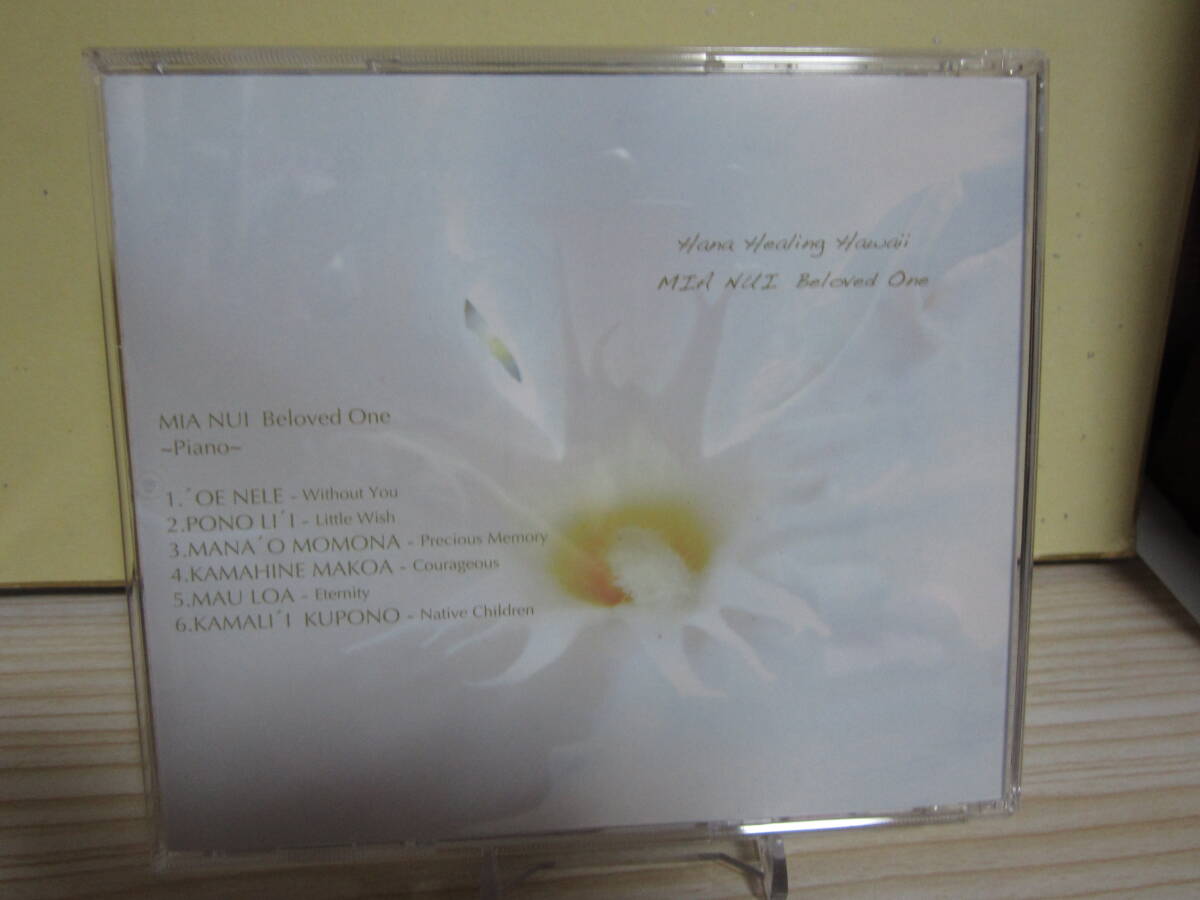 Hana Healing Hawaii
MIA NUI Beloved One
MIA NUI Beloved One
~Piano~
1.´OE NELE - Without You
2.PONO LI´I - Little Wish
3.MANA´O MOMONA - Precious Memory
4.KAMAHINE MAKOA - Courageous
5.MAU LOA - Eternity
6.KAMALI´I KUPONO - Native Children